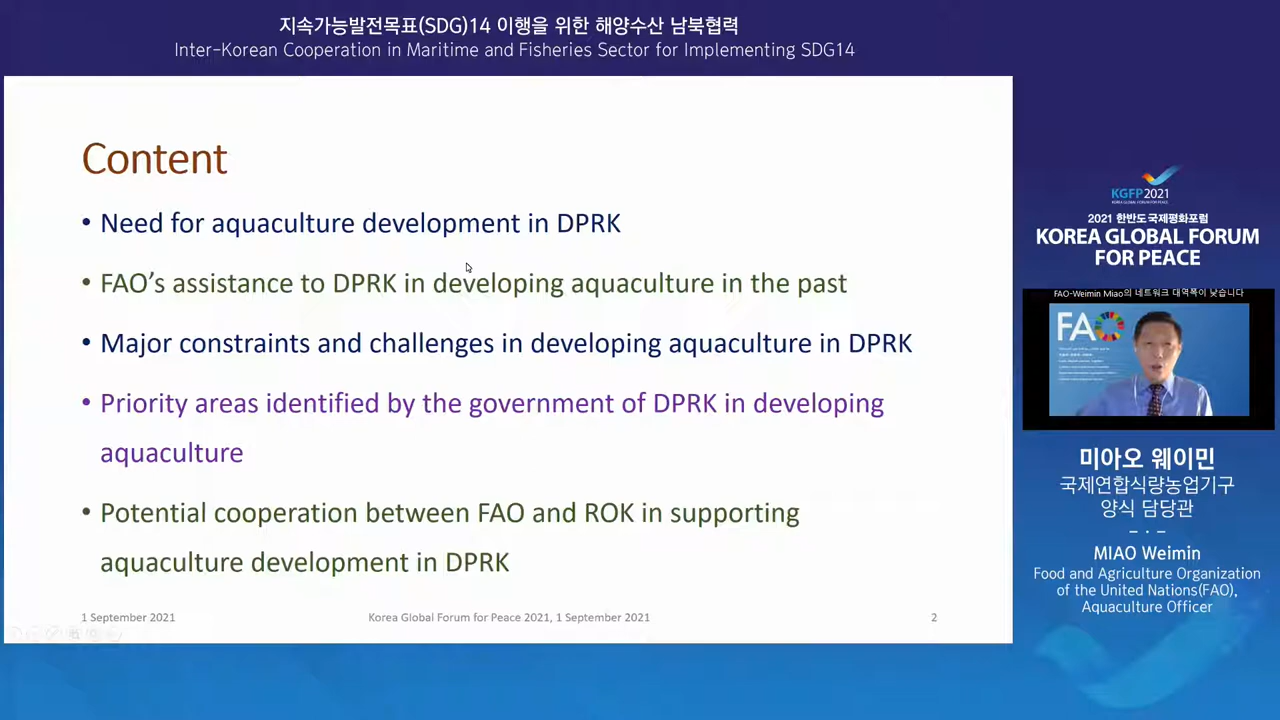 지속가능발전목표(SDG)14 이행을 위한 해양수산 남북협력
Inter-Korean Cooperation in Maritime and Fisheries Sector for Implementing SDG14
Content
• Need for aquaculture development in DPRK
• FAO's assistance to DPRK in developing aquaculture in the past
• Major constraints and challenges in developing aquaculture in DPRK
• Priority areas identified by the government of DPRK in developing
aquaculture
• Potential cooperation between FAO and ROK in supporting
aquaculture development in DPRK
1 September 2021
Korea Global Forum for Peace 2021, 1 September 2021
2
KGFP2021
KOREA GLOBAL FORUM FOR PEACE
2021 한반도국제평화포럼
KOREA GLOBAL FORUM
FOR PEACE
FAO-Weimin Miao의 네트워크 대역폭이 낮습니다
FAO
미아오 웨이민
국제연합식량농업기구
양식 담당관
MIAO Weimin
Food and Agriculture Organization
of the United Nations(FAO),
Aquaculture Officer